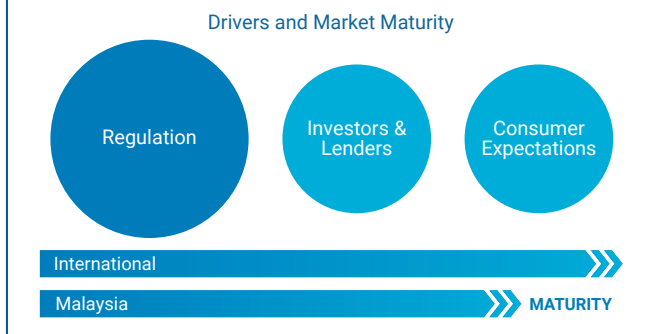 Drivers and Market Maturity
Regulation
Investors &
Lenders
Consumer
Expectations
International
Malaysia
MATURITY